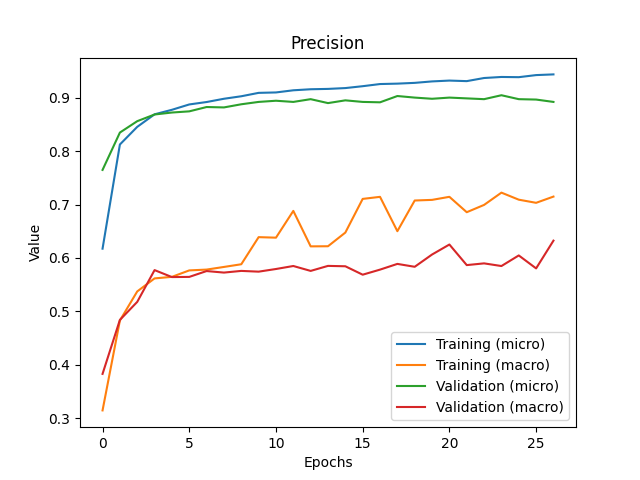 Precision
Value
0.9
0.8
0.7
0.6
0.5
0.4
0.3
0 5 10 15 20 25
Epochs
Training (micro)
Training (macro)
Validation (micro)
Validation (macro)